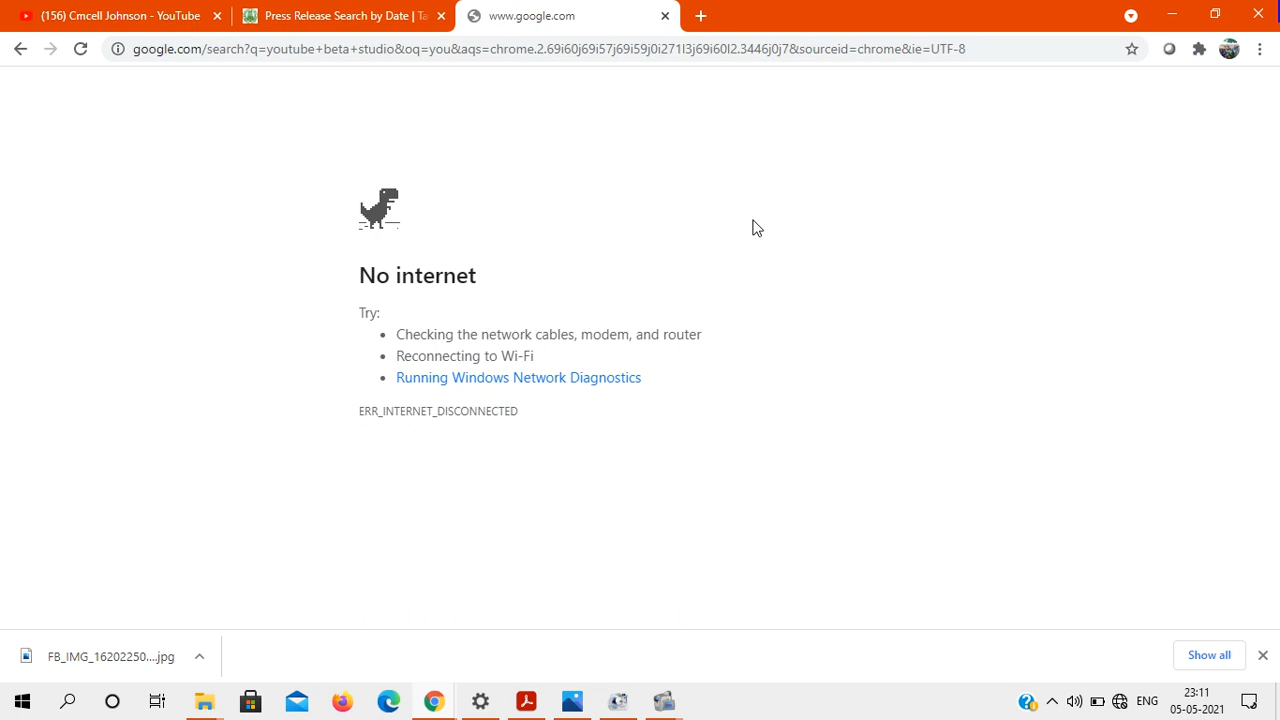 (156) Cmcell Johnson - YouTube
Press Release Search by Date | Ta
www.google.com
google.com/search?q=youtube+beta+studio&oq=you&aqs=chrome.2.69i60j69i57j69i59j0i271l3j69i60l2.3446j0j7&sourceid=chrome&ie=UTF-8
No internet
Try:
• Checking the network cables, modem, and router
• Reconnecting to Wi-Fi
• Running Windows Network Diagnostics
ERR_INTERNET_DISCONNECTED
FB_IMG_16202250....jpg
Show all
ENG
23:11
05-05-2021